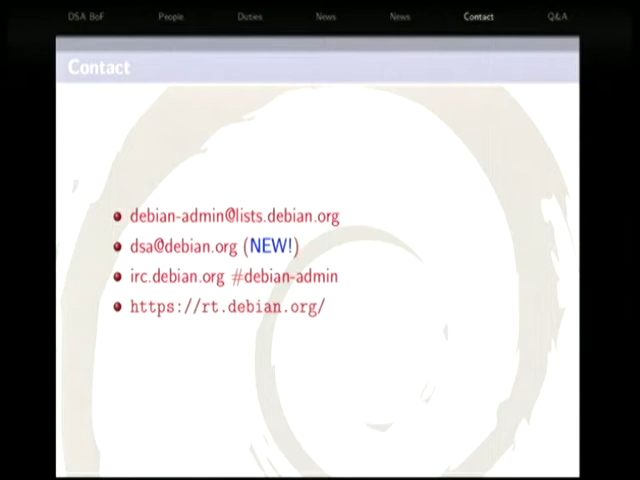 DSA BoF People Duties News News Contact Q&A
Contact
debian-admin@lists.debian.org
dsa@debian.org (NEW!)
irc.debian.org #debian-admin
https://rt.debian.org/